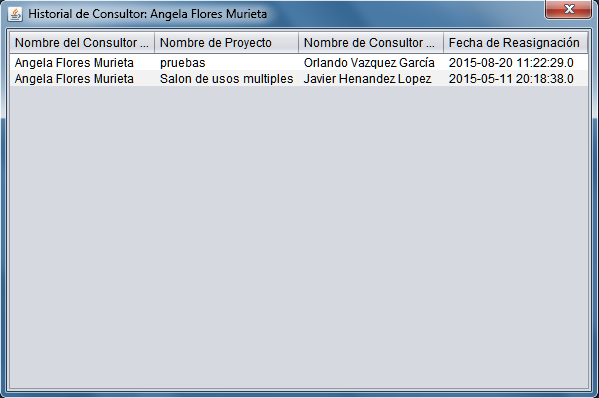 Historial de Consultor: Angela Flores Murieta
Nombre del Consultor ... Nombre de Proyecto Nombre de Consultor ... Fecha de Reasignación
Angela Flores Murieta pruebas Orlando Vazquez García 2015-08-20 11:22:29.0
Angela Flores Murieta Salon de usos multiples Javier Henandez Lopez 2015-05-11 20:18:38.0